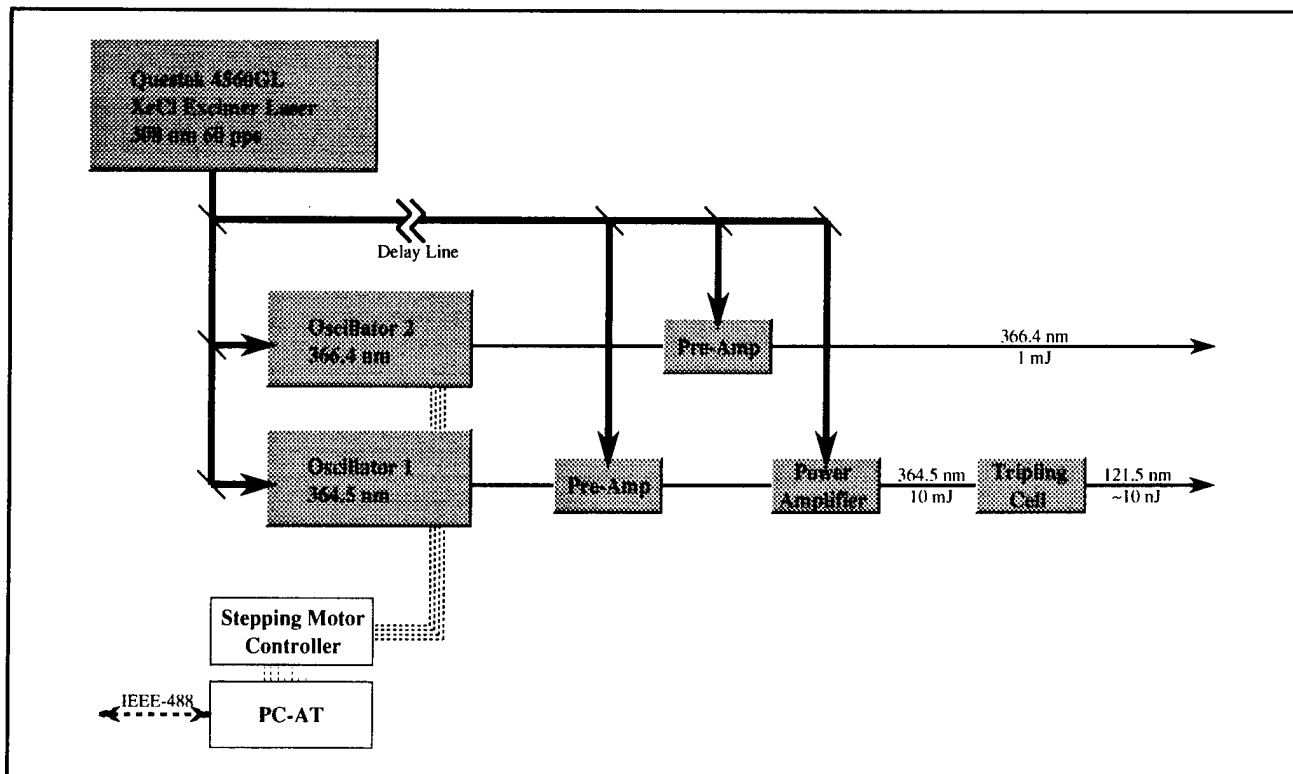 Questek 4860GL
XeCl Excimer Laser
308 nm 60 pps
Delay Line
Oscillator 2
366.4 nm
Pre-Amp
366.4 nm
1 mJ
Oscillator 1
364.5 nm
Pre-Amp
Power
Amplifier
364.5 nm
10 mJ
Tripling
Cell
121.5 nm
~10 nJ
Stepping Motor
Controller
IEEE-488
PC-AT